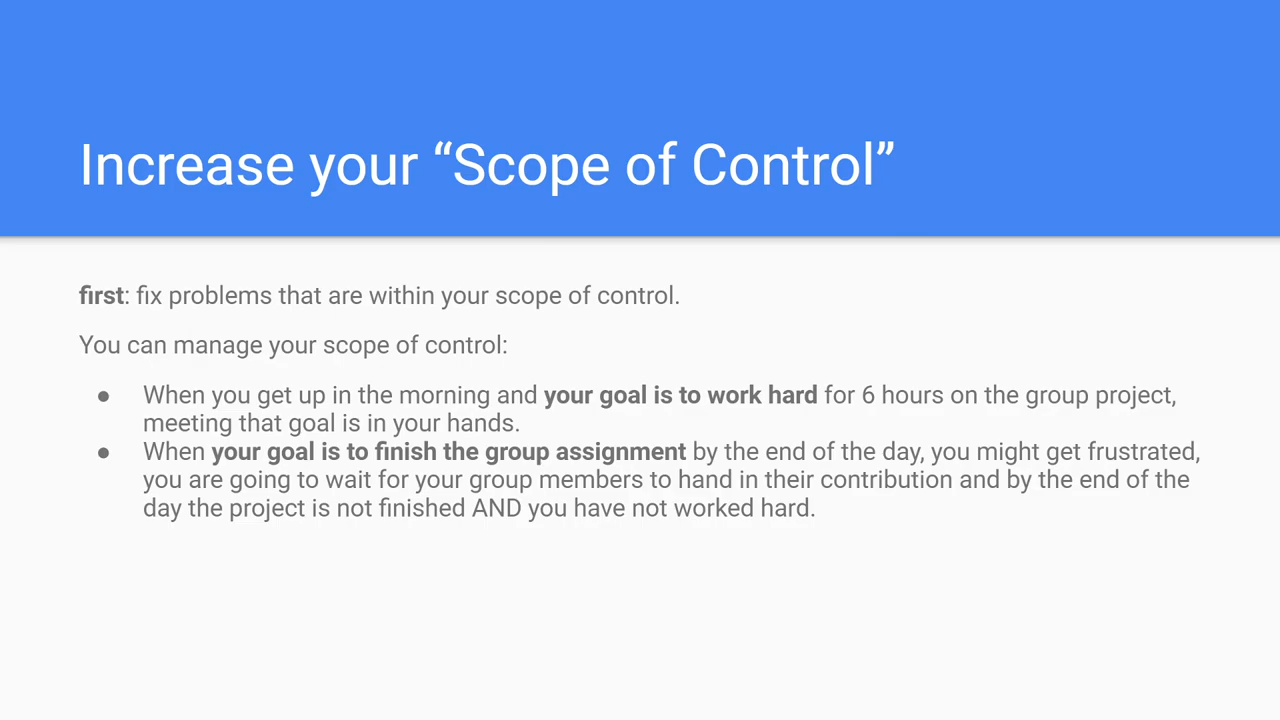 Increase your “Scope of Control”
first: fix problems that are within your scope of control.
You can manage your scope of control:
● When you get up in the morning and your goal is to work hard for 6 hours on the group project,
meeting that goal is in your hands.
● When your goal is to finish the group assignment by the end of the day, you might get frustrated,
you are going to wait for your group members to hand in their contribution and by the end of the
day the project is not finished AND you have not worked hard.